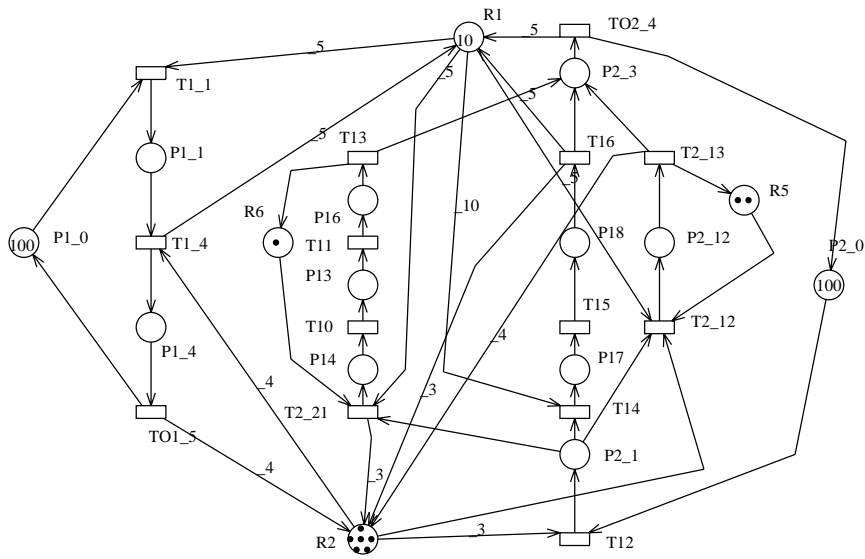 R1
TO2_4
10
_5
_5
_5
P2_3
T1_1
_5
P1_1
_5
T13
T16
T2_13
_5
R5
R6
P16
_10
P1_0
100
T1_4
T11
P18
P2_12
P2_0
P13
100
T10
T15
T2_12
P1_4
_4
P14
P17
_4
_3
T2_21
T14
TO1_5
P2_1
_4
_3
R2
_3
T12